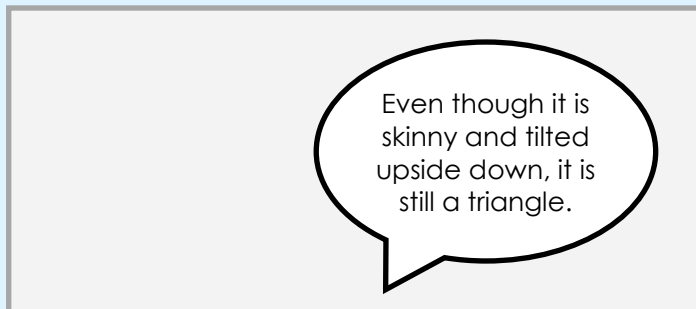 Even though it is
skinny and tilted
upside down, it is
still a triangle.